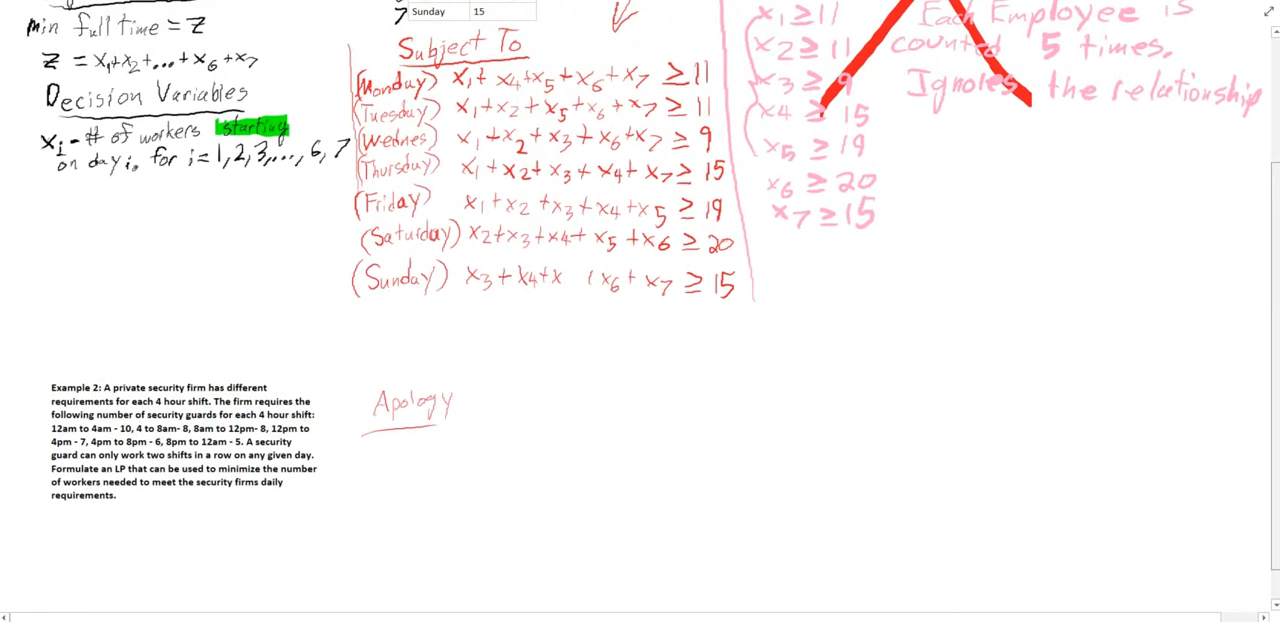 min full time = Z
Z = x1+x2+...+x6+x7
Decision Variables
xi - # of workers starting
on day i, for i=1,2,3,..., 6, 7
7 Sunday 15
Subject To
(Monday) x1+ x4+x5+x6+x7 ≥11
(Tuesday) x1+x2+x5+x6+x7≥11
(Wednes) x1+x2+x3+x6+x7≥ 9
(Thursday) x1+x2+x3+x4+x7≥ 15
(Friday) x1+x2+x3+x4+x5≥19
(Saturday) x2+x3+x4+x5+x6≥20
(Sunday) x3+x4+x (x6+x7≥15
x1≥11
x2≥11
x3≥ 9
x4≥ 15
x5 ≥ 19
x6≥ 20
x7≥15
Each Employee is
counted 5 times.
Ignoles the relationship
Example 2: A private security firm has different
requirements for each 4 hour shift. The firm requires the
following number of security guards for each 4 hour shift:
12am to 4am - 10, 4 to 8am- 8, 8am to 12pm- 8, 12pm to
4pm - 7, 4pm to 8pm - 6, 8pm to 12am - 5. A security
guard can only work two shifts in a row on any given day.
Formulate an LP that can be used to minimize the number
of workers needed to meet the security firms daily
requirements.
Apology